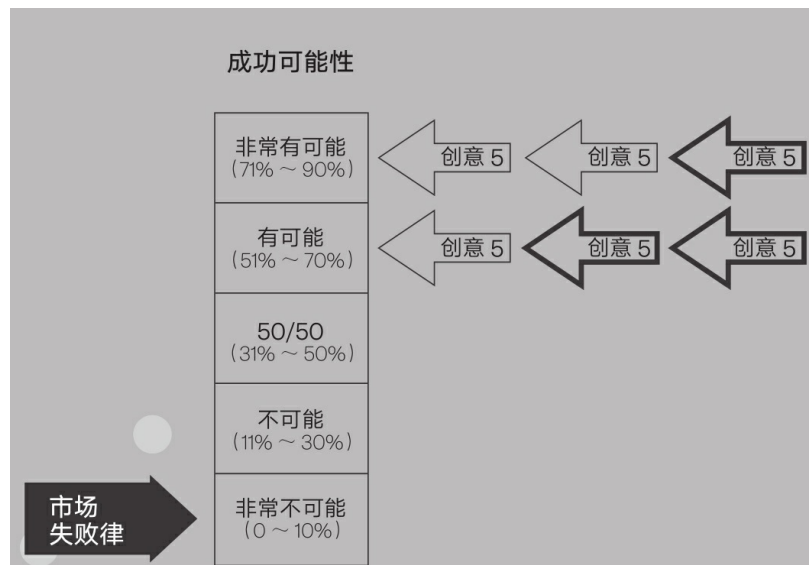 成功可能性
非常有可能
(71% ～ 90%)
创意 5
创意 5
创意 5
有可能
(51% ～ 70%)
创意 5
创意 5
创意 5
50/50
(31% ～ 50%)
不可能
(11% ～ 30%)
市场
失败律
非常不可能
(0 ～ 10%)